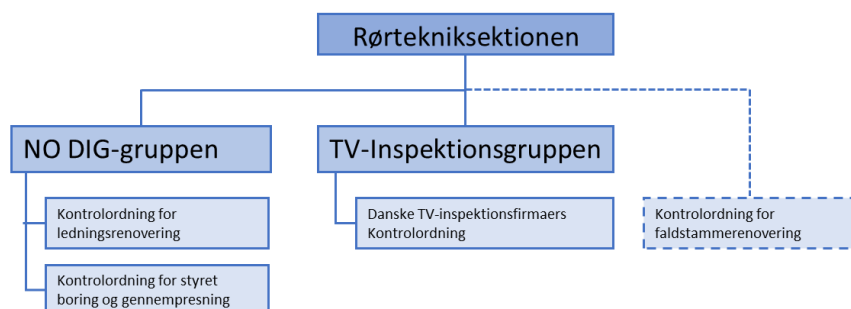 Rørtekniksektionen
NO DIG-gruppen
TV-Inspektionsgruppen
Kontrolordning for
ledningsrenovering
Danske TV-inspektionsfirmaers
Kontrolordning
Kontrolordning for
faldstammerenovering
Kontrolordning for styret
boring og gennempresning